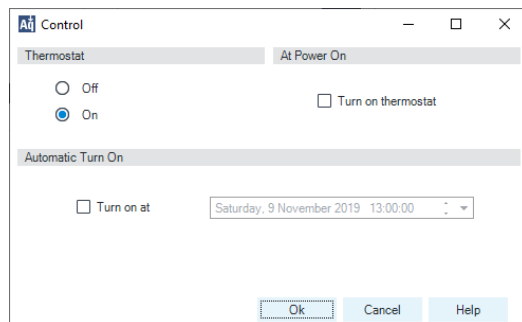 Aq Control
Thermostat
At Power On
Off
On
Turn on thermostat
Automatic Turn On
Turn on at
Saturday, 9 November 2019 13:00:00
Ok
Cancel
Help